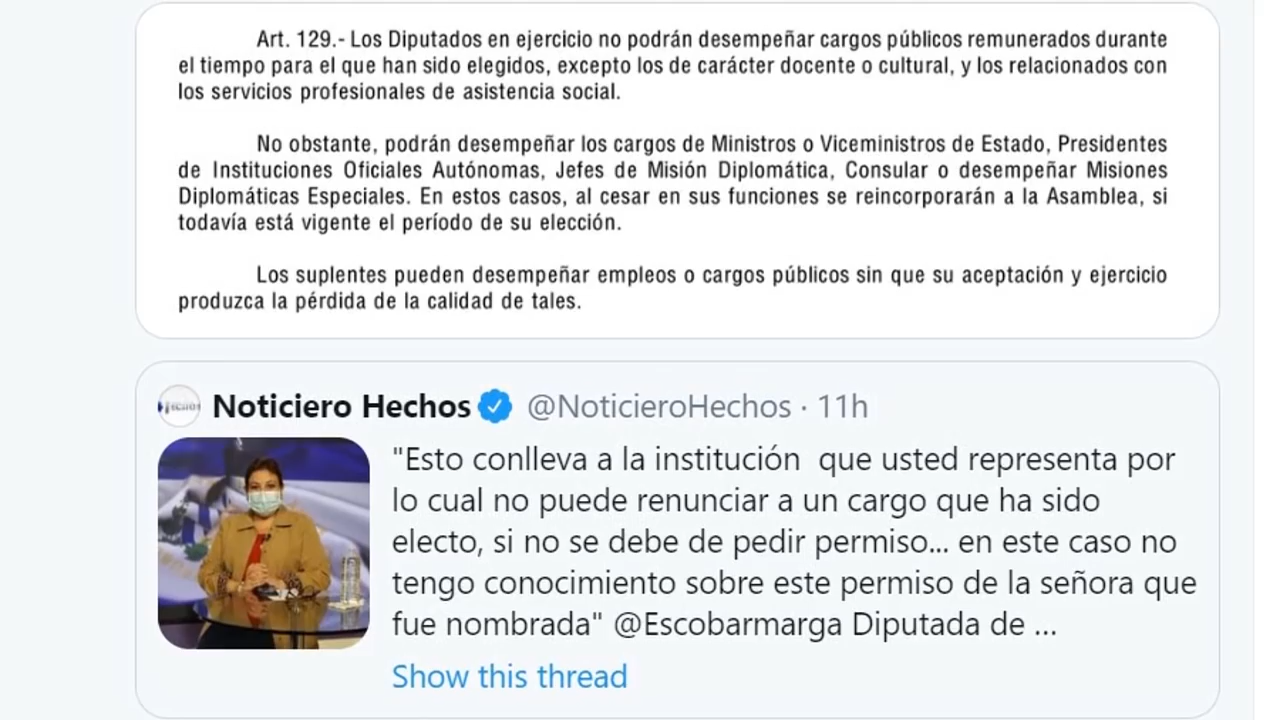 Art. 129.- Los Diputados en ejercicio no podrán desempeñar cargos públicos remunerados durante
el tiempo para el que han sido elegidos, excepto los de carácter docente o cultural, y los relacionados con
los servicios profesionales de asistencia social.
No obstante, podrán desempeñar los cargos de Ministros o Viceministros de Estado, Presidentes
de Instituciones Oficiales Autónomas, Jefes de Misión Diplomática, Consular o desempeñar Misiones
Diplomáticas Especiales. En estos casos, al cesar en sus funciones se reincorporarán a la Asamblea, si
todavía está vigente el período de su elección.
Los suplentes pueden desempeñar empleos o cargos públicos sin que su aceptación y ejercicio
produzca la pérdida de la calidad de tales.
Noticiero Hechos @NoticieroHechos · 11h
"Esto conlleva a la institución  que usted representa por
lo cual no puede renunciar a un cargo que ha sido
electo, si no se debe de pedir permiso... en este caso no
tengo conocimiento sobre este permiso de la señora que
fue nombrada" @Escobarmarga Diputada de ...
Show this thread